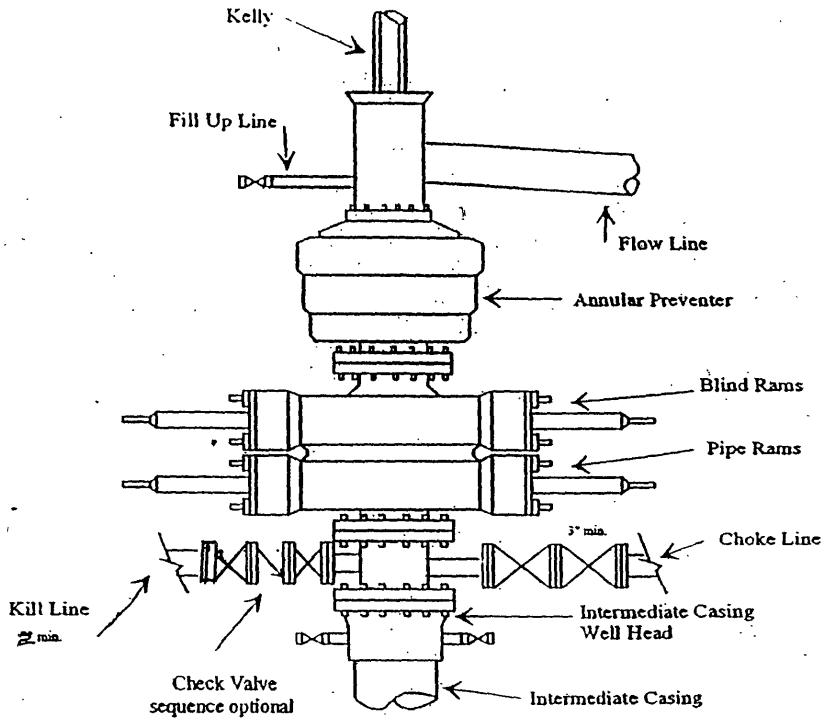 Kelly
Fill Up Line
Flow Line
Annular Preventer
Blind Rams
Pipe Rams
3" min.
Choke Line
Kill Line
2 min.
Intermediate Casing
Well Head
Check Valve
sequence optional
Intermediate Casing